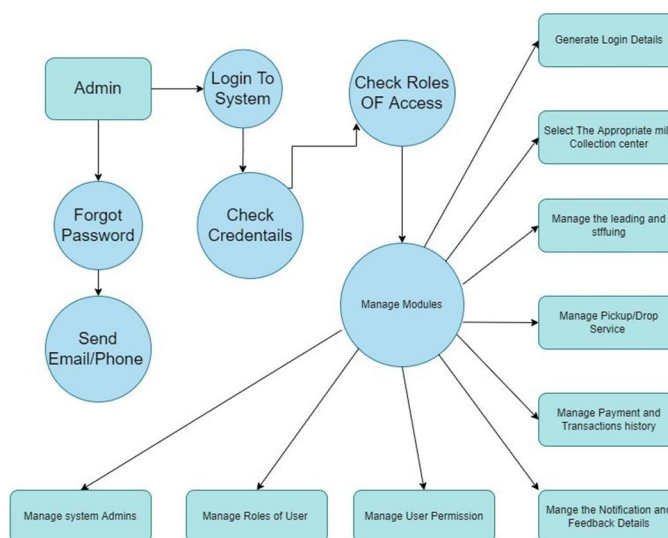 Generate Login Details
Admin
Login To
System
Check Roles
OF Access
Select The Appropriate mil
Collection center
Forgot
Password
Check
Credentails
Manage the leading and
stffuing
Manage Modules
Send
Email/Phone
Manage Pickup/Drop
Service
Manage Payment and
Transactions history
Manage system Admins
Manage Roles of User
Manage User Permission
Mange the Notification and
Feedback Details